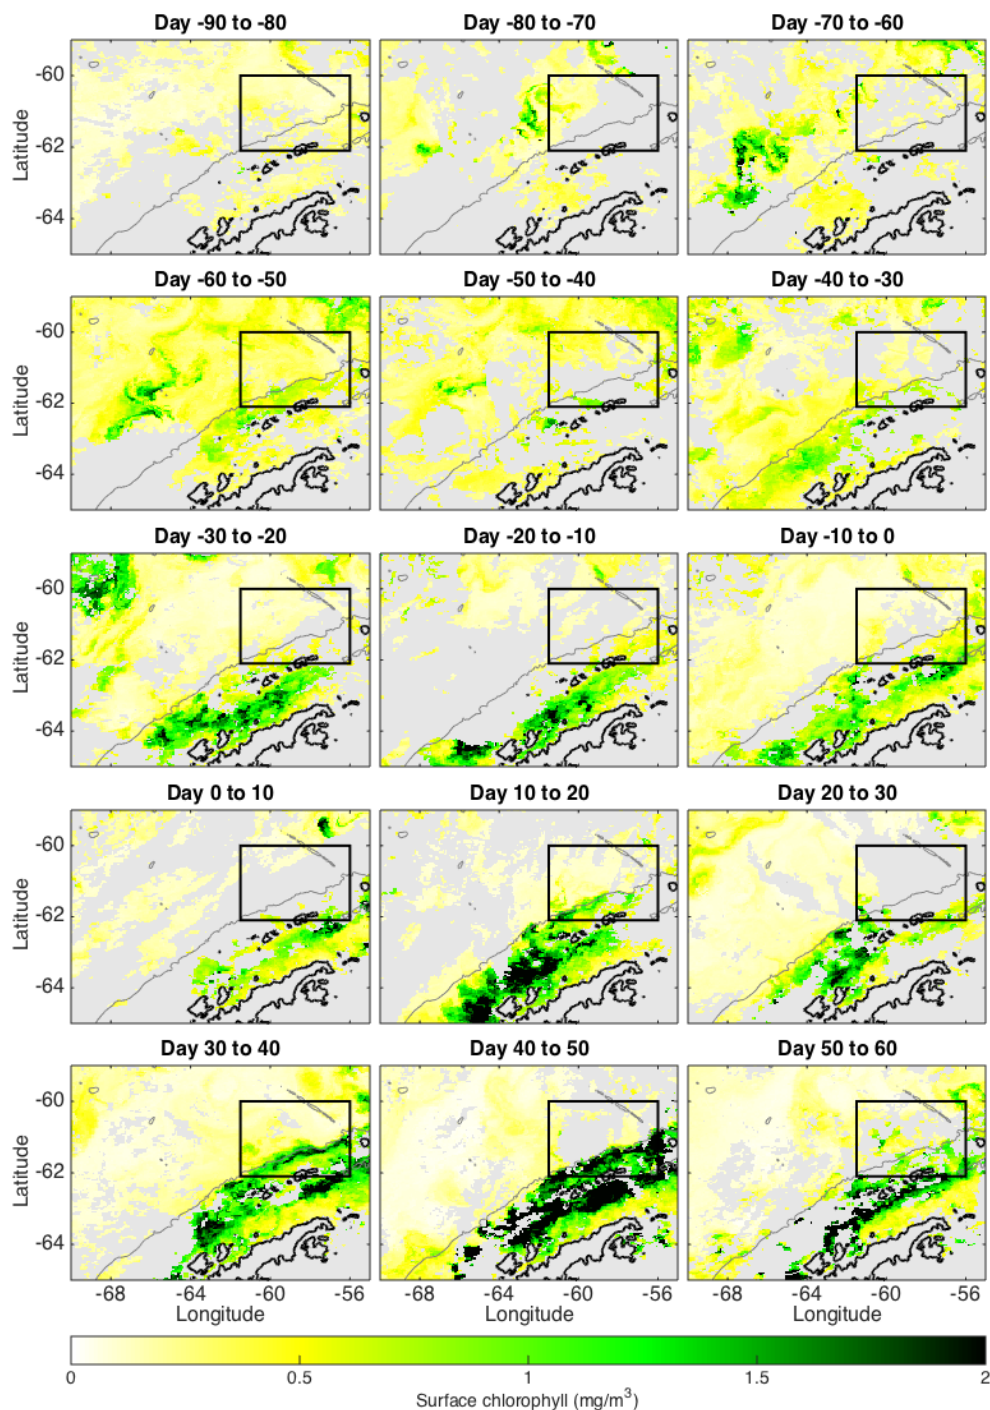 Day -90 to -80
Day -80 to -70
Day -70 to -60
-60
-62
-64
Latitude
Day -60 to -50
Day -50 to -40
Day -40 to -30
-60
-62
-64
Latitude
Day -30 to -20
Day -20 to -10
Day -10 to 0
-60
-62
-64
Latitude
Day 0 to 10
Day 10 to 20
Day 20 to 30
-60
-62
-64
Latitude
Day 30 to 40
Day 40 to 50
Day 50 to 60
-60
-62
-64
Latitude
-68 -64 -60 -56
-68 -64 -60 -56
-68 -64 -60 -56
Longitude
Longitude
Longitude
0 0.5 1 1.5 2
Surface chlorophyll (mg/m³)